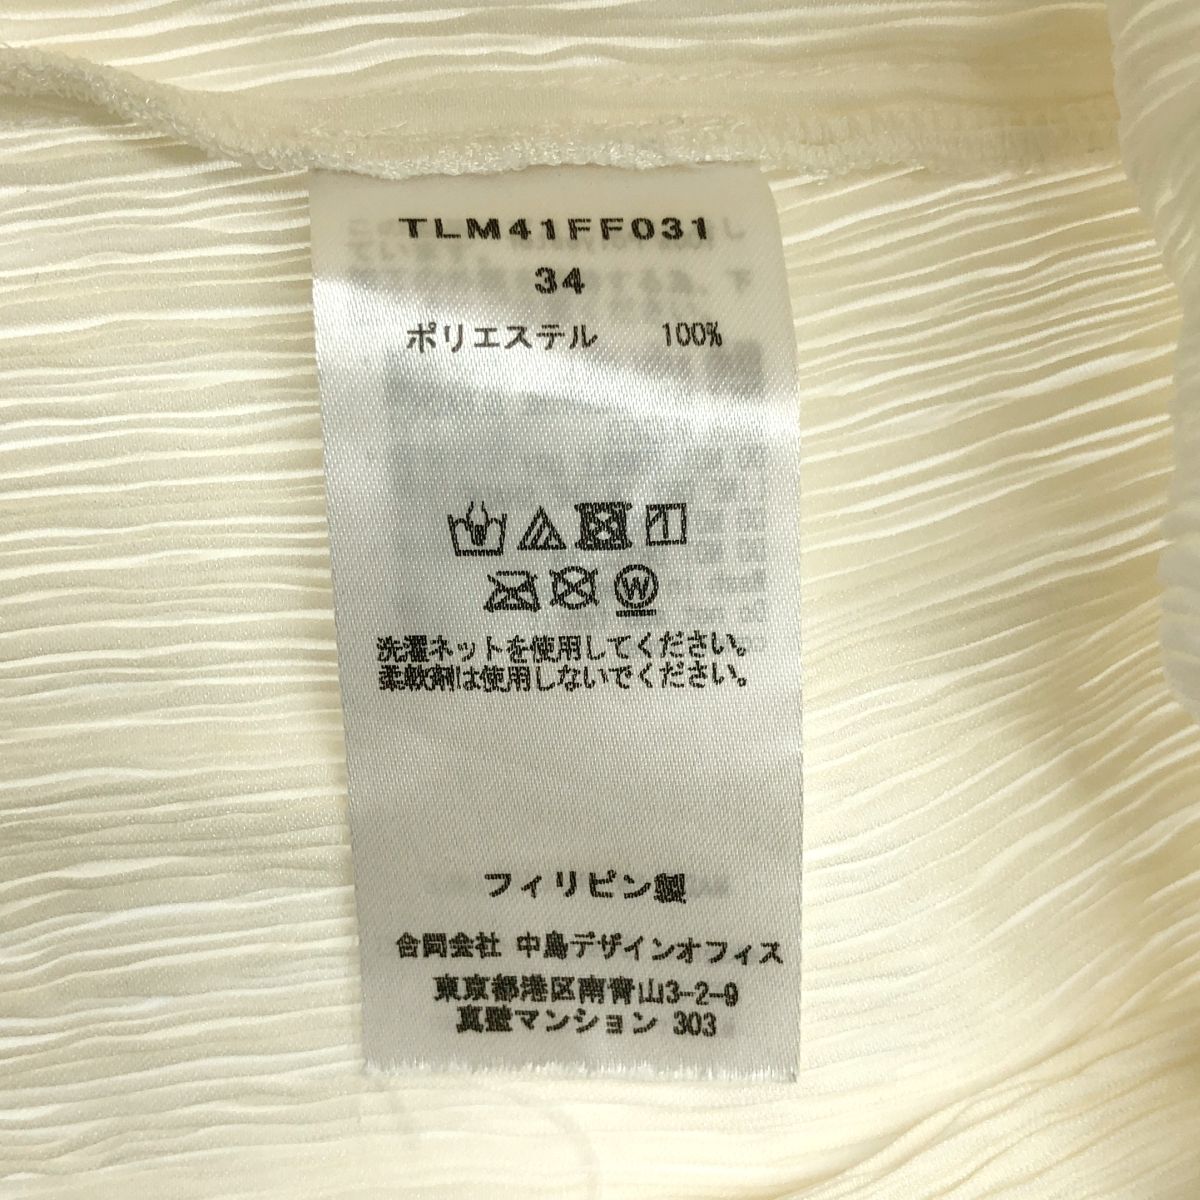 TLM41FF031
34
ポリエステル 100%
W
洗濯ネットを使用してください。
柔軟剤は使用しないでください。
フィリピン製
合同会社 中島デザインオフィス
東京都港区南青山3-2-9
真壁マンション 303